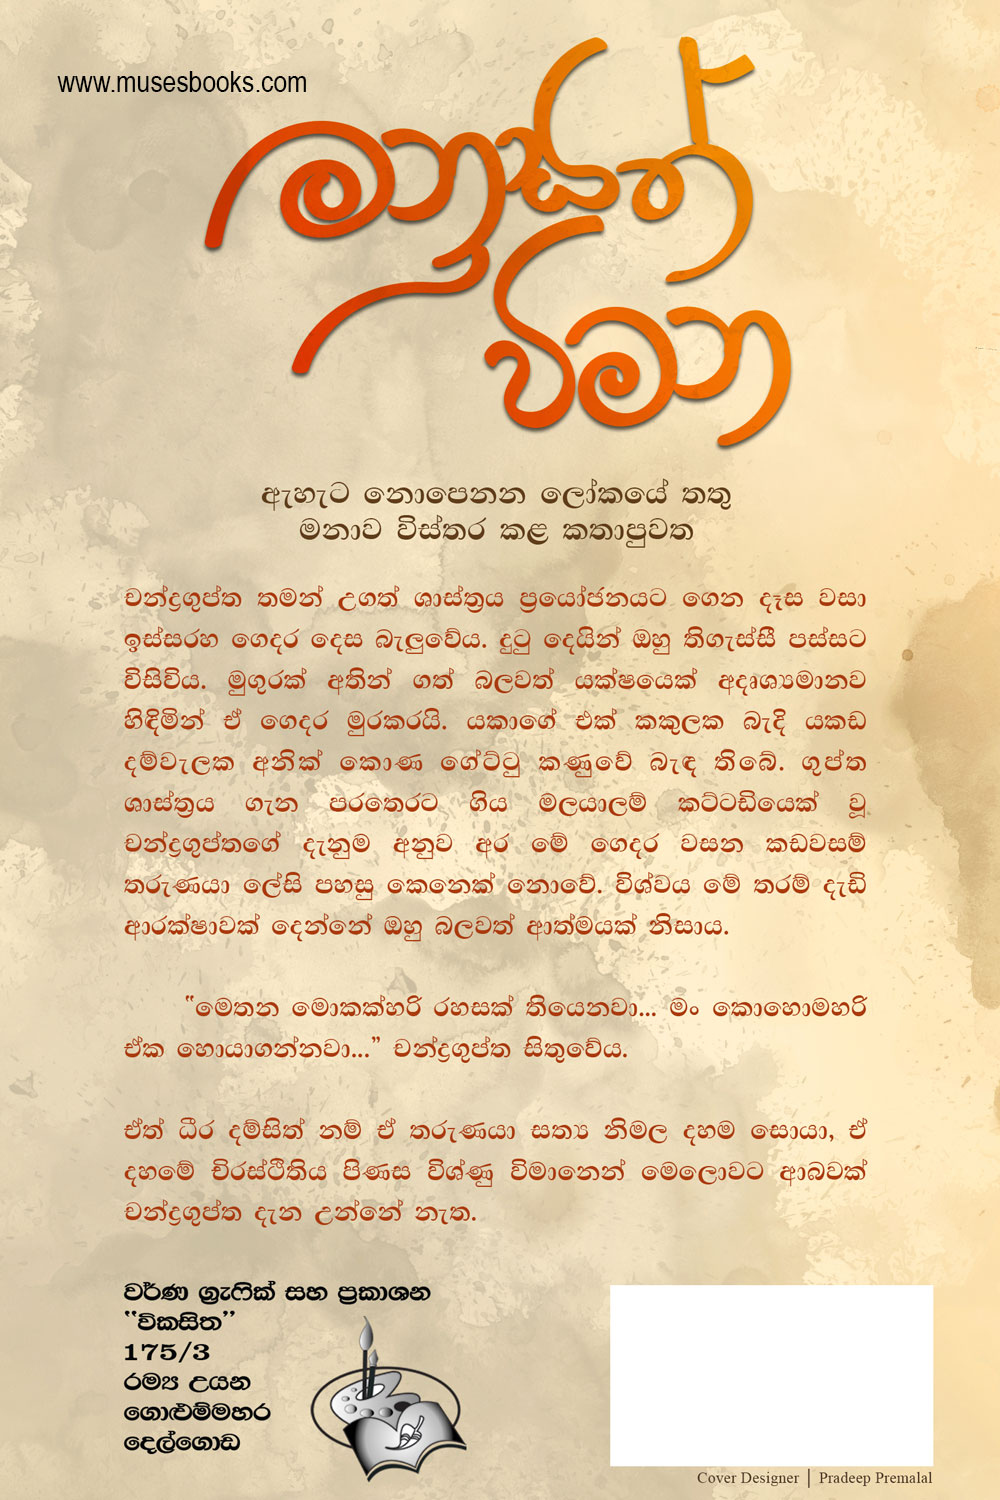 www.musesbooks.com
මනුසත්
විමන
ඇහැට නොපෙනන ලෝකයේ තතු
මනාව විස්තර කළ කතාපුවත
චන්ද්‍රගුප්ත තමන් උගත් ශාස්ත්‍රය ප්‍රයෝජනයට ගෙන දෑස වසා
ඉස්සරහ ගෙදර දෙස බැලුවේය. දුටු දෙයින් ඔහු තිගැස්සී පස්සට
විසිවිය. මුගුරක් අතින් ගත් බලවත් යක්ෂයෙක් අදෘශ්‍යමානව
හිඳිමින් ඒ ගෙදර මුරකරයි. යකාගේ එක් කකුලක බැදි යකඩ
දම්වැලක අනික් කොණ ගේට්ටු කණුවේ බැඳ තිබේ. ගුප්ත
ශාස්ත්‍රය ගැන පරතෙරට ගිය මලයාලම් කට්ටඩියෙක් වූ
චන්ද්‍රගුප්තගේ දැනුම අනුව අර මේ ගෙදර වසන කඩවසම්
තරුණයා ලේසි පහසු කෙනෙක් නොවේ. විශ්වය මේ තරම් දැඩි
ආරක්ෂාවක් දෙන්නේ ඔහු බලවත් ආත්මයක් නිසාය.
“මෙතන මොකක්හරි රහසක් තියෙනවා... මං කොහොමහරි
ඒක හොයාගන්නවා...” චන්ද්‍රගුප්ත සිතුවේය.
ඒත් ධීර දම්සිත් නම් ඒ තරුණයා සත්‍ය නිමල දහම සොයා, ඒ
දහමේ චිරස්ථිතිය පිණස විශ්ණු විමානෙන් මෙලොවට ආබවක්
චන්ද්‍රගුප්ත දැන උන්නේ නැත.
වර්ණ ග්‍රැෆික් සහ ප්‍රකාශන
“විකසිත”
175/3
රම්‍ය උයන
ගොළුම්මහර
දෙල්ගොඩ
Cover Designer | Pradeep Premalal